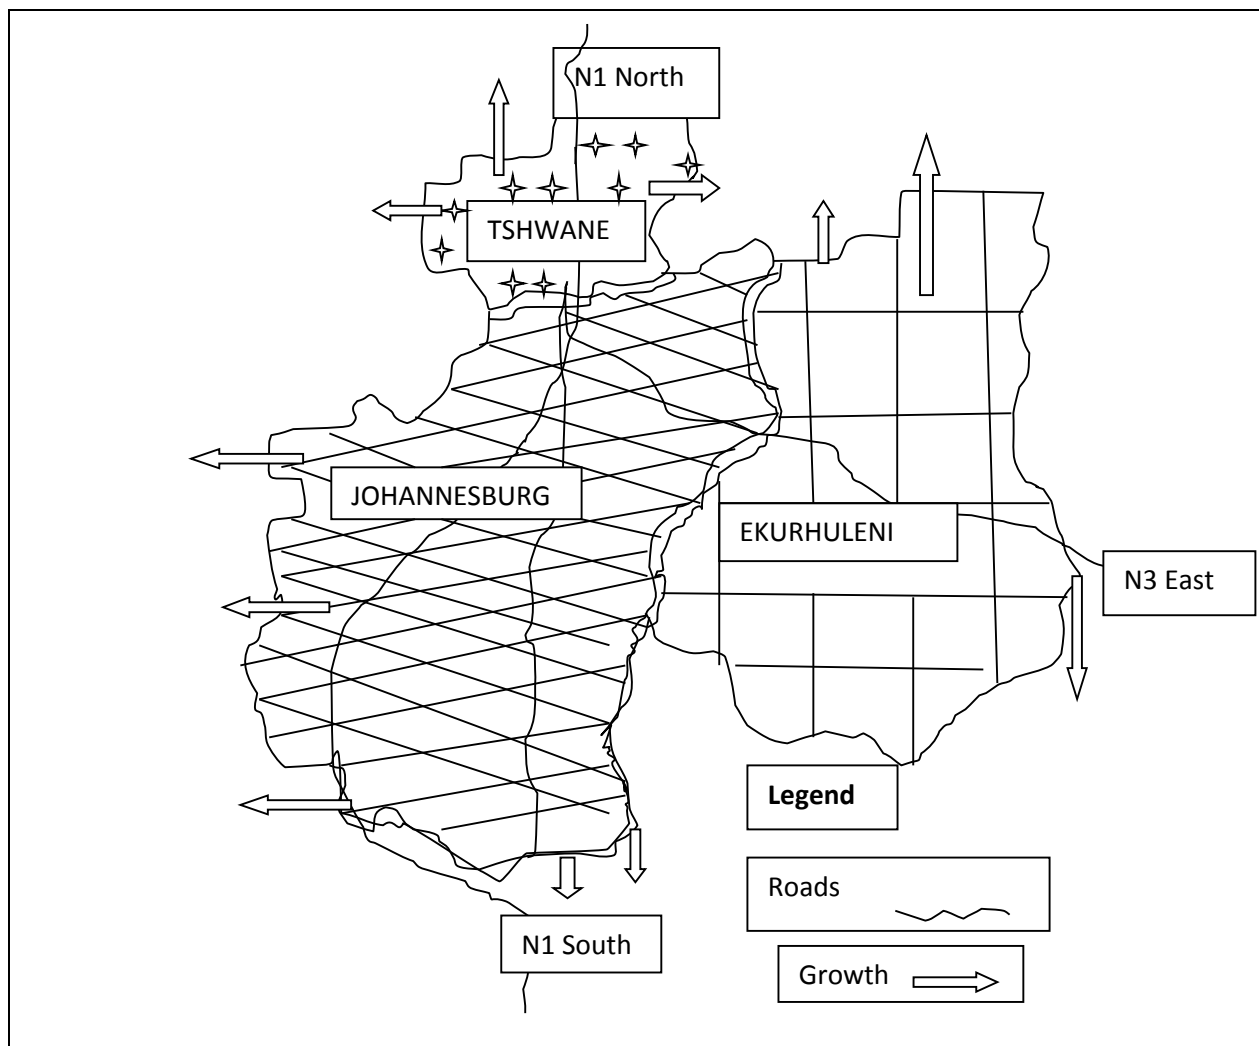 N1 North
TSHWANE
JOHANNESBURG
EKURHULENI
N3 East
Legend
Roads
N1 South
Growth